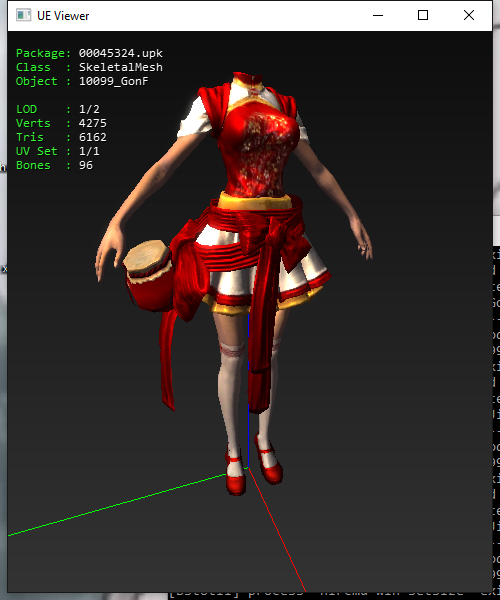 UE Viewer
Package: 00045324.upk
Class : SkeletalMesh
Object : 10099_GonF
LOD : 1/2
Verts : 4275
Tris : 6162
UV Set : 1/1
Bones : 96